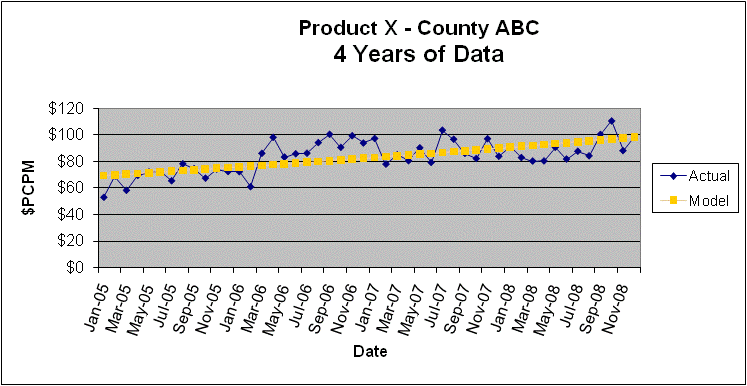 Product X - County ABC
4 Years of Data
$120
$100
$80
$60
$40
$20
$0
$PCPM
Jan-05
Mar-05
May-05
Jul-05
Sep-05
Nov-05
Jan-06
Mar-06
May-06
Jul-06
Sep-06
Nov-06
Jan-07
Mar-07
May-07
Jul-07
Sep-07
Nov-07
Jan-08
Mar-08
May-08
Jul-08
Sep-08
Nov-08
Date
Actual
Model